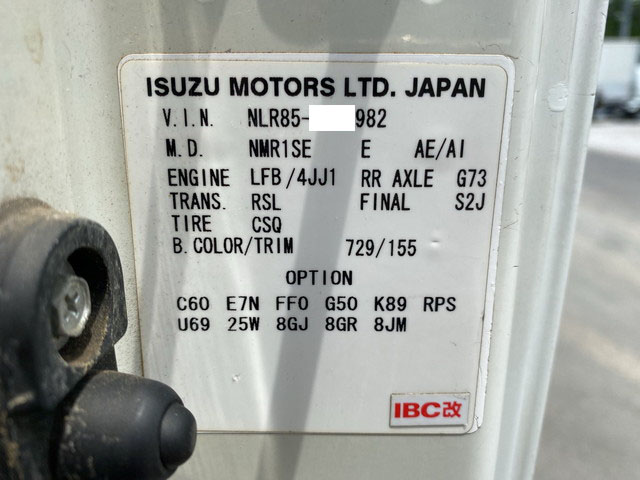 ISUZU MOTORS LTD. JAPAN
V.I.N. NLR85- 982
M.D. NMR1SE E AE/AI
ENGINE LFB/4JJ1 RR AXLE G73
TRANS. RSL FINAL S2J
TIRE CSQ
B.COLOR/TRIM 729/155
OPTION
C60 E7N FF0 G50 K89 RPS
U69 25W 8GJ 8GR 8JM
IBC改